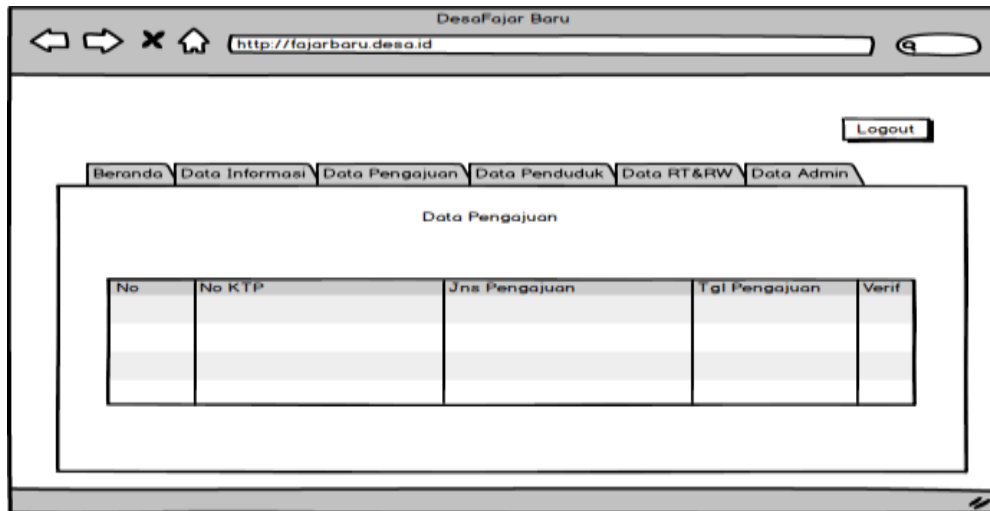 DesaFajar Baru
http://fajarbaru.desa.id
Logout
Beranda Data Informasi Data Pengajuan Data Penduduk Data RT&RW Data Admin
Data Pengajuan
No No KTP Jns Pengajuan Tgl Pengajuan Verif